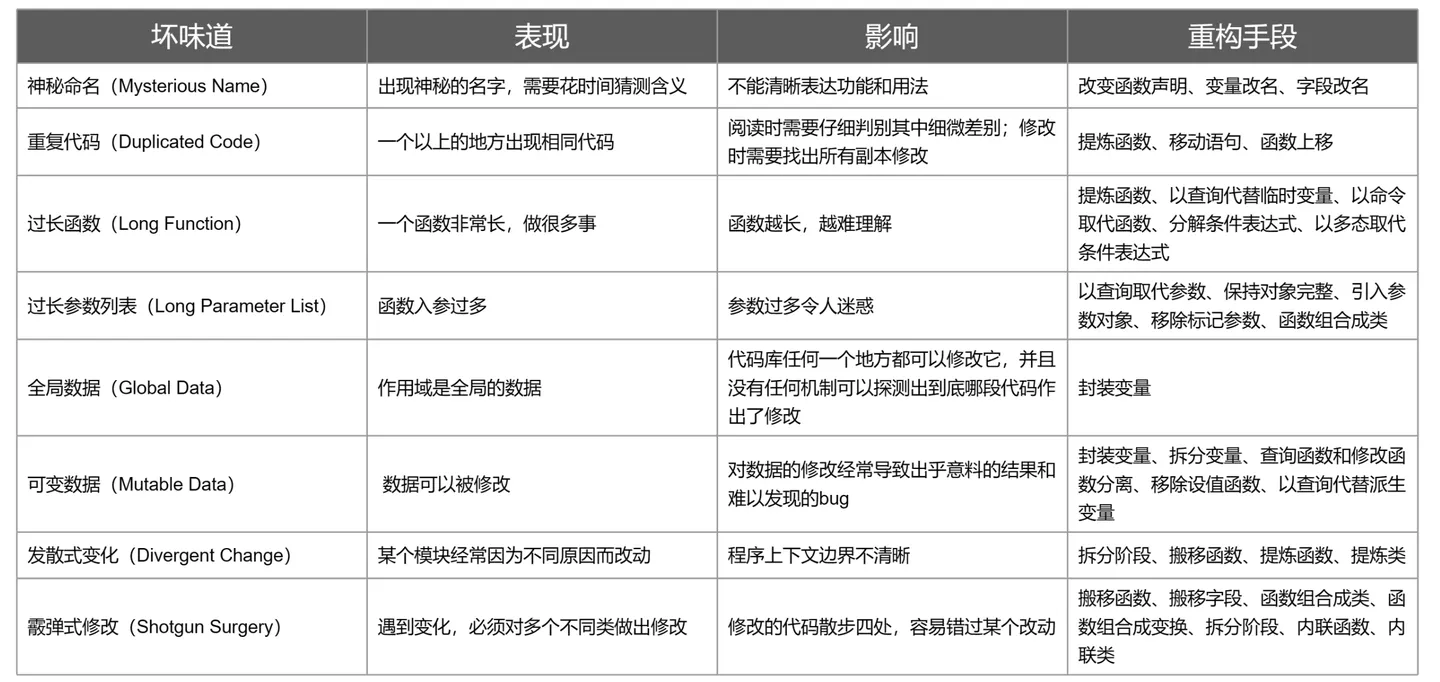 坏味道 表现 影响 重构手段
神秘命名（Mysterious Name） 出现神秘的名字，需要花时间猜测含义 不能清晰表达功能和用法 改变函数声明、变量改名、字段改名
重复代码（Duplicated Code） 一个以上的地方出现相同代码
阅读时需要仔细判别其中细微差别；修改
时需要找出所有副本修改
提炼函数、移动语句、函数上移
过长函数（Long Function） 一个函数非常长，做很多事 函数越长，越难理解
提炼函数、以查询代替临时变量、以命令
取代函数、分解条件表达式、以多态取代
条件表达式
过长参数列表（Long Parameter List） 函数入参过多 参数过多令人迷惑
以查询取代参数、保持对象完整、引入参
数对象、移除标记参数、函数组合成类
全局数据（Global Data） 作用域是全局的数据
代码库任何一个地方都可以修改它，并且
没有任何机制可以探测出到底哪段代码作
出了修改
封装变量
可变数据（Mutable Data） 数据可以被修改
对数据的修改经常导致出乎意料的结果和
难以发现的bug
封装变量、拆分变量、查询函数和修改函
数分离、移除设值函数、以查询代替派生
变量
发散式变化（Divergent Change） 某个模块经常因为不同原因而改动 程序上下文边界不清晰 拆分阶段、搬移函数、提炼函数、提炼类
霰弹式修改（Shotgun Surgery） 遇到变化，必须对多个不同类做出修改 修改的代码散步四处，容易错过某个改动
搬移函数、搬移字段、函数组合成类、函
数组合成变换、拆分阶段、内联函数、内
联类